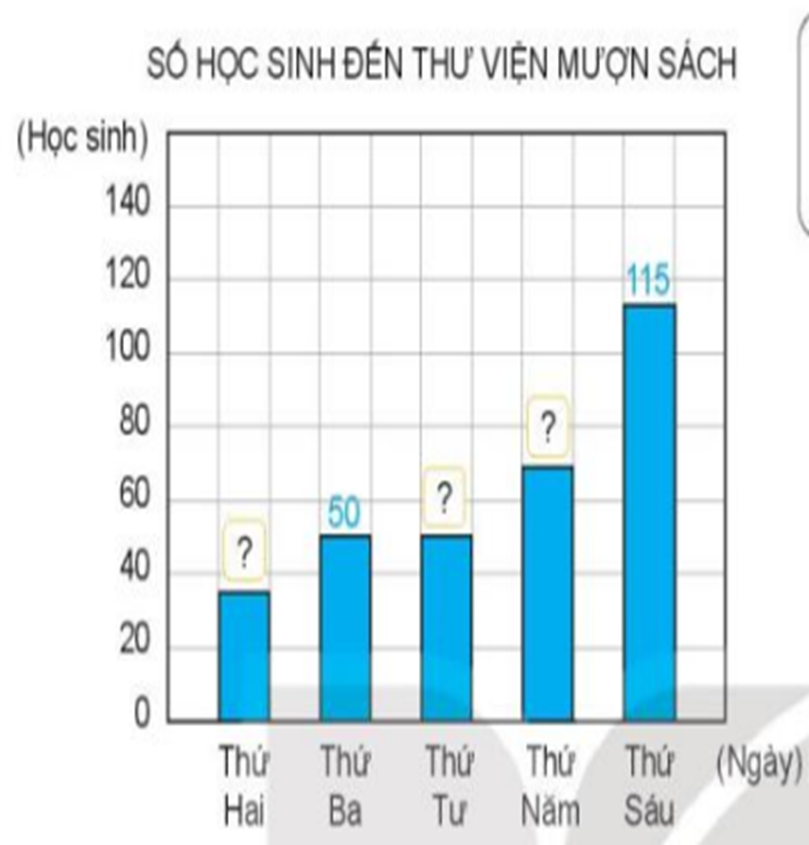 SỐ HỌC SINH ĐẾN THƯ VIỆN MƯỢN SÁCH
(Học sinh)
140
120
100
80
60
40
20
0
115
?
?
50
?
Thứ Hai
Thứ Ba
Thứ Tư
Thứ Năm
Thứ Sáu
(Ngày)